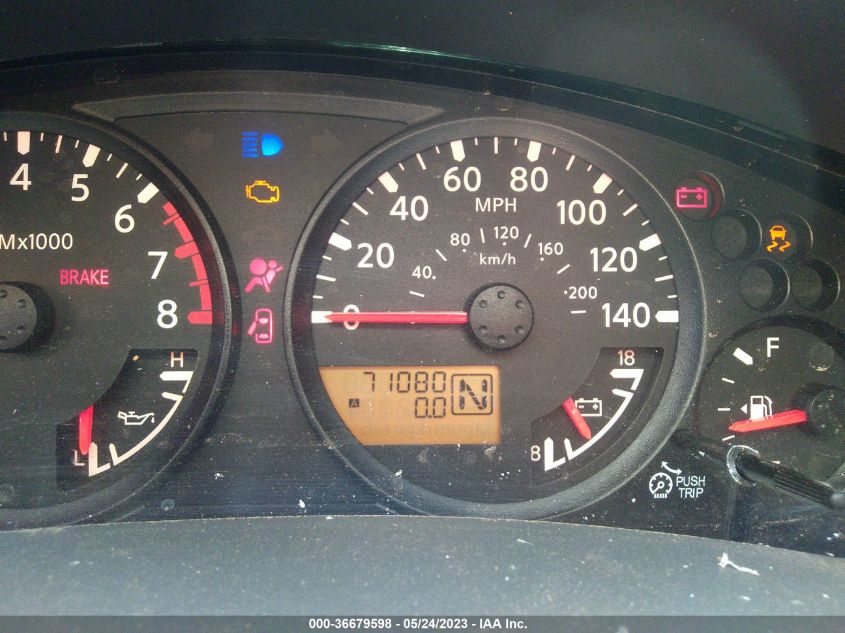 4 5 6 7 8
Mx1000
BRAKE
H
L
0 20 40 60 80 100 120 140
MPH
40 80 120 160 200
km/h
71080
A 0.0 N
18
8
F
PUSH
TRIP
000-36679598 - 05/24/2023 - IAA Inc.